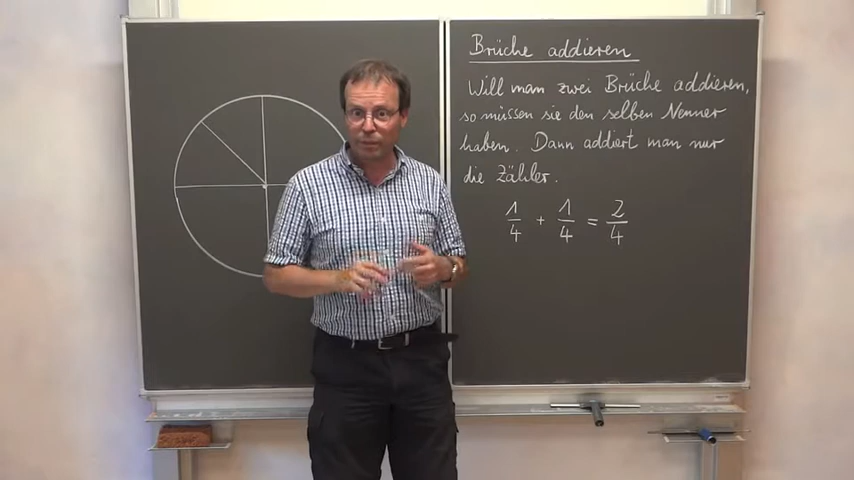 Brüche addieren
Will man zwei Brüche addieren,
so müssen sie den selben Nenner
haben. Dann addiert man nur
die Zähler.
1/4 + 1/4 = 2/4